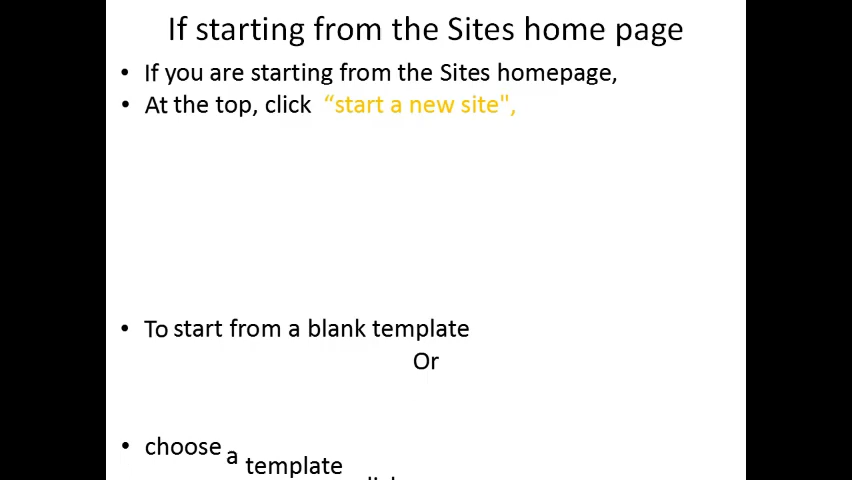 If starting from the Sites home page
• If you are starting from the Sites homepage,
• At the top, click “start a new site",
• To start from a blank template
Or
• choose a template